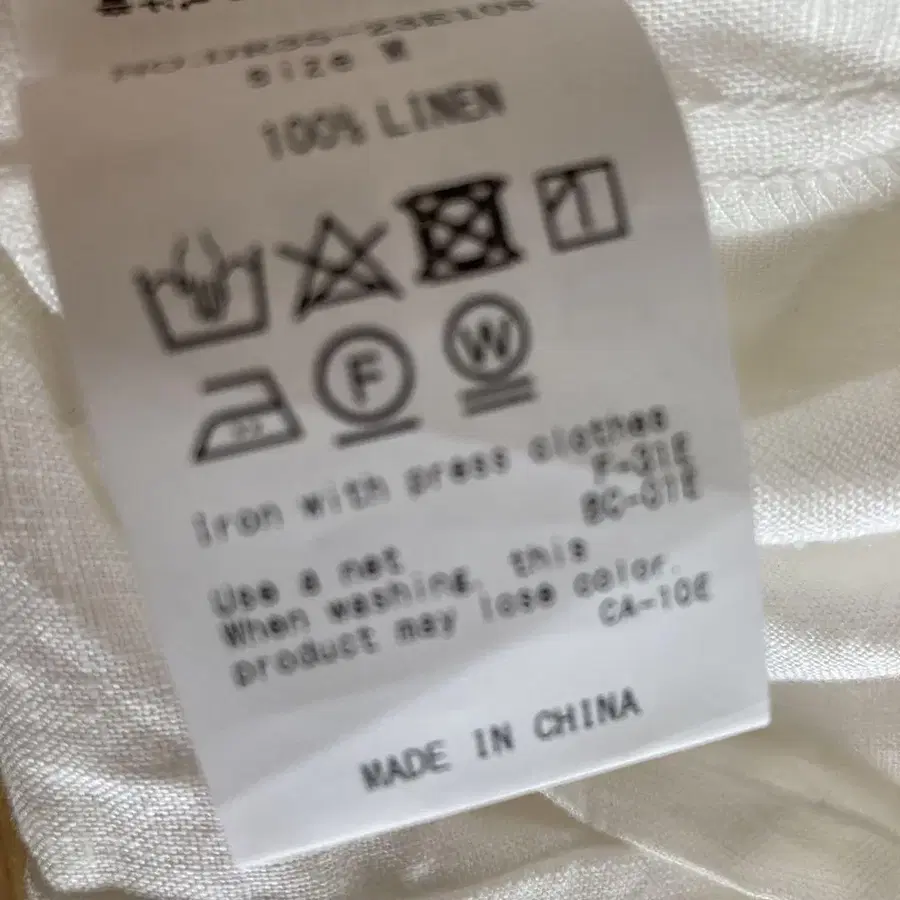 100% LINEN
F
W
Iron with press clothes
F-31E
BC-01E
Use a net
When washing, this
product may lose color.
CA-10E
MADE IN CHINA